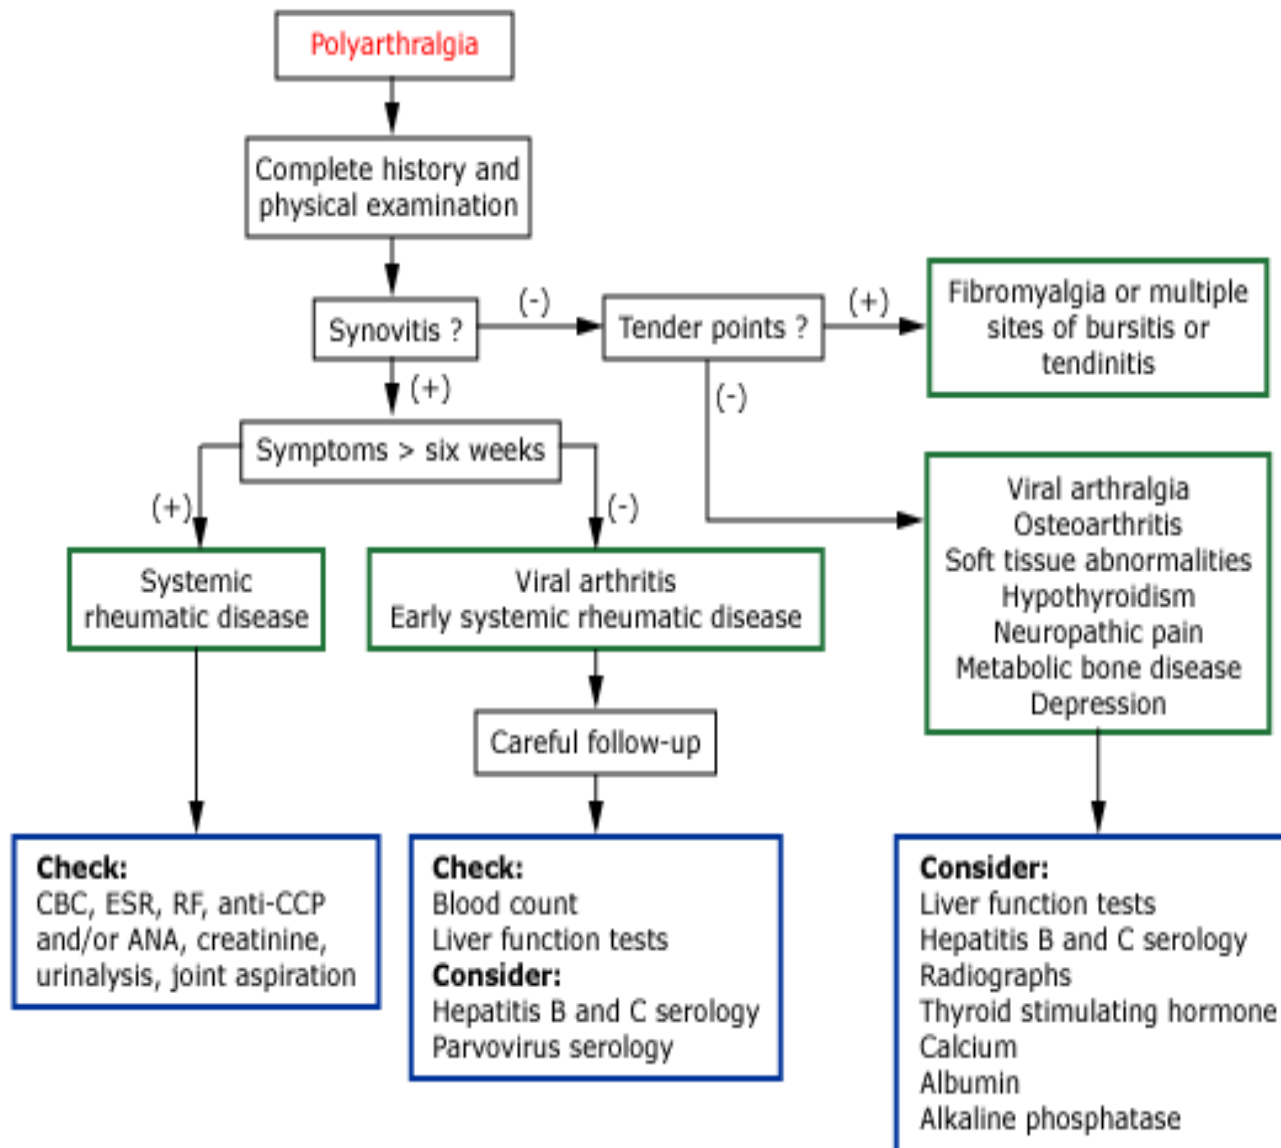 Polyarthralgia
Complete history and
physical examination
Synovitis ?
(-)
Tender points ?
(+)
Fibromyalgia or multiple
sites of bursitis or
tendinitis
(+)
(-)
Symptoms > six weeks
(+)
(-)
Viral arthralgia
Osteoarthritis
Soft tissue abnormalities
Hypothyroidism
Neuropathic pain
Metabolic bone disease
Depression
Systemic
rheumatic disease
Viral arthritis
Early systemic rheumatic disease
Careful follow-up
Check:
CBC, ESR, RF, anti-CCP
and/or ANA, creatinine,
urinalysis, joint aspiration
Check:
Blood count
Liver function tests
Consider:
Hepatitis B and C serology
Parvovirus serology
Consider:
Liver function tests
Hepatitis B and C serology
Radiographs
Thyroid stimulating hormone
Calcium
Albumin
Alkaline phosphatase